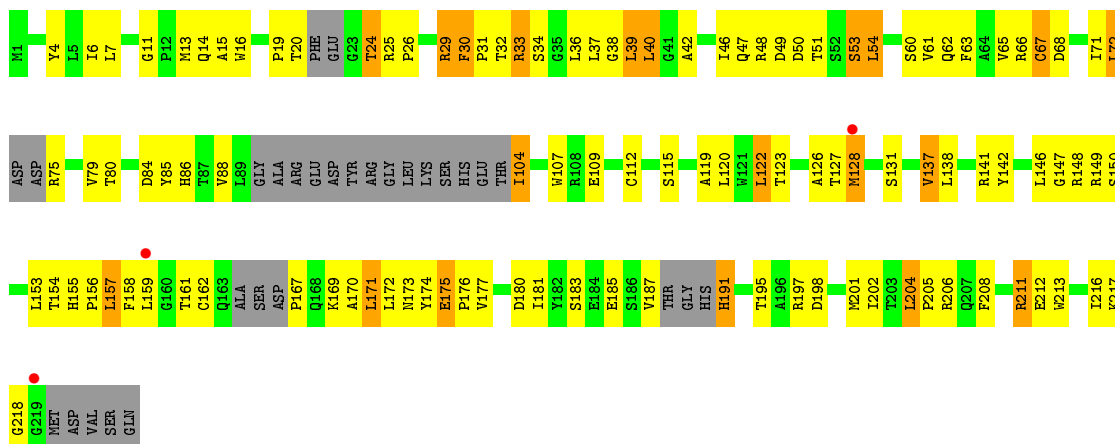 M1 Y4 L5 I6 L7 G11 P12 M13 Q14 A15 W16 P19 T20 PHE GLU G23 T24 R25 P26 R29 F30 P31 T32 R33 S34 G35 L36 L37 G38 L39 L40 G41 A42 I46 Q47 R48 D49 D50 T51 S52 S53 L54 S60 V61 Q62 F63 A64 V65 R66 C67 D68 I71
ASP ASP R75 V79 T80 D84 Y85 H86 T87 V88 L89 GLY ALA ARG GLU ASP TYR ARG GLY LEU LYS SER HIS GLU THR I104 W107 R108 E109 C112 S115 A119 L120 W121 L122 T123 A126 T127 M128 S131 V137 L138 R141 Y142 L146 G147 R148 R149 S150
L153 T154 H155 P156 L157 F158 L159 G160 T161 C162 Q163 ALA SER ASP P167 Q168 K169 A170 L171 L172 N173 Y174 E175 P176 V177 D180 I181 Y182 S183 E184 E185 S186 V187 THR GLY HIS H191 T195 A196 R197 D198 M201 I202 T203 L204 P205 R206 Q207 F208 R211 E212 W213 I216
G218 G219 MET ASP VAL SER GLN